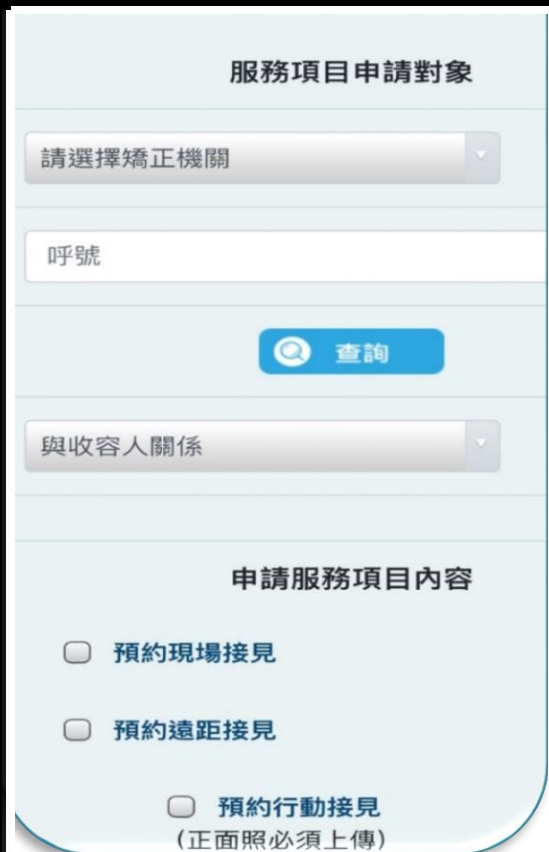 服務項目申請對象
請選擇矯正機關
呼號
查詢
與收容人關係
申請服務項目內容
預約現場接見
預約遠距接見
預約行動接見
(正面照必須上傳)